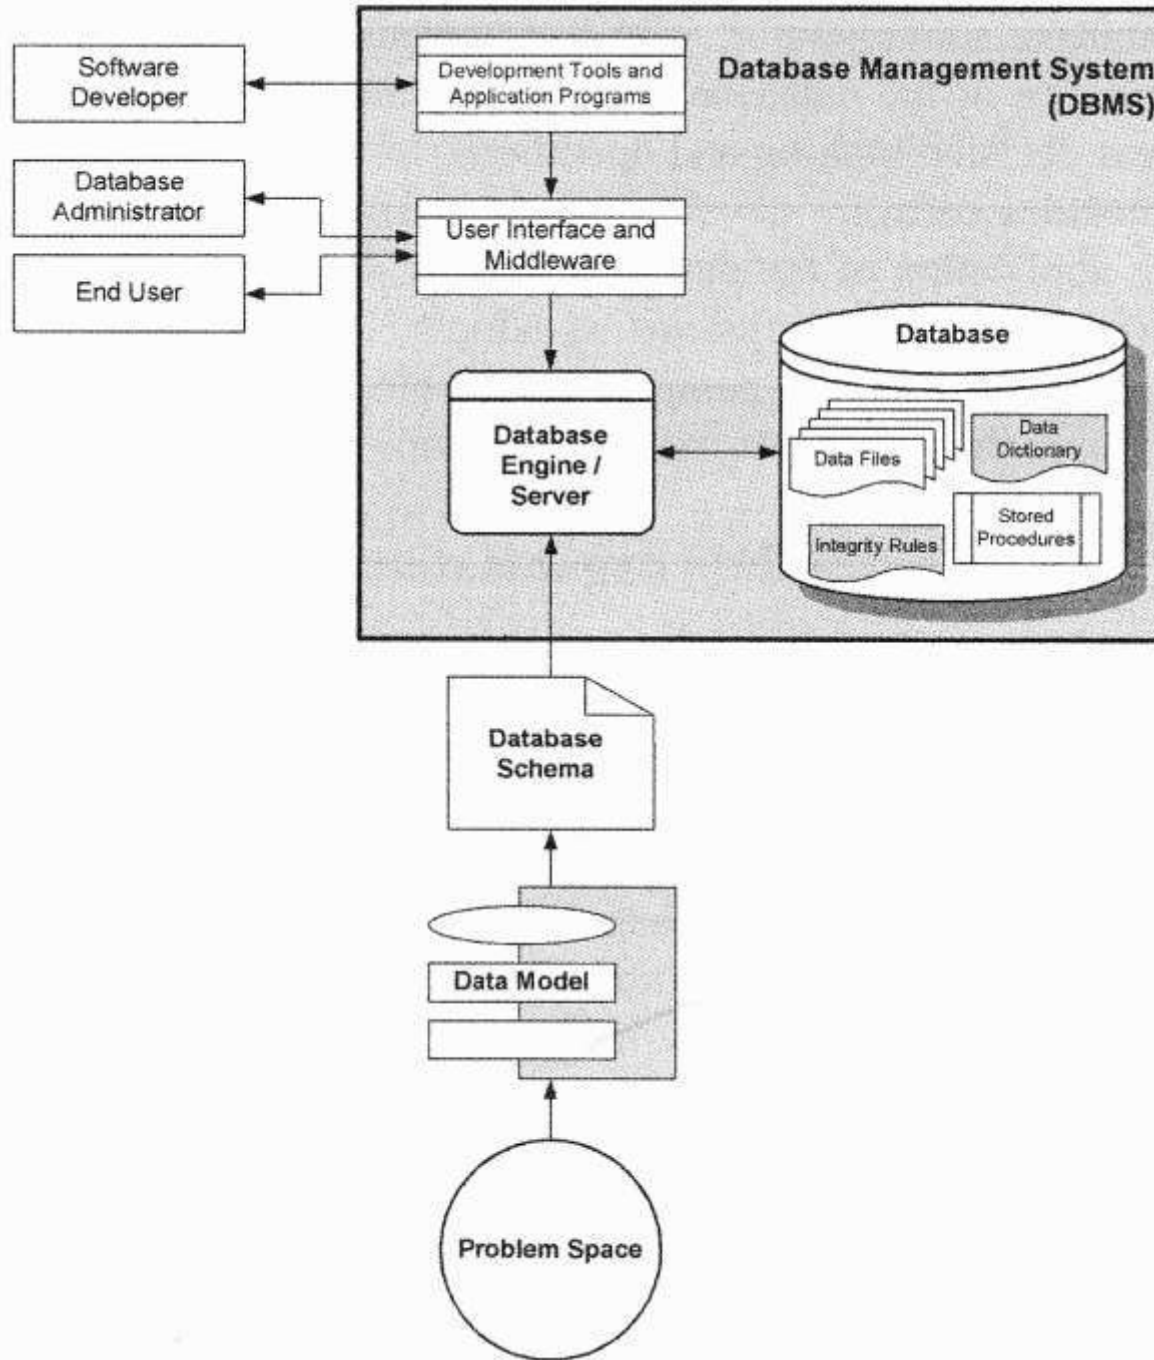 Software
Developer
Development Tools and
Application Programs
Database Management System
(DBMS)
Database
Administrator
User Interface and
Middleware
End User
Database
Data Files
Data
Dictionary
Integrity Rules
Stored
Procedures
Database
Engine /
Server
Database
Schema
Data Model
Problem Space